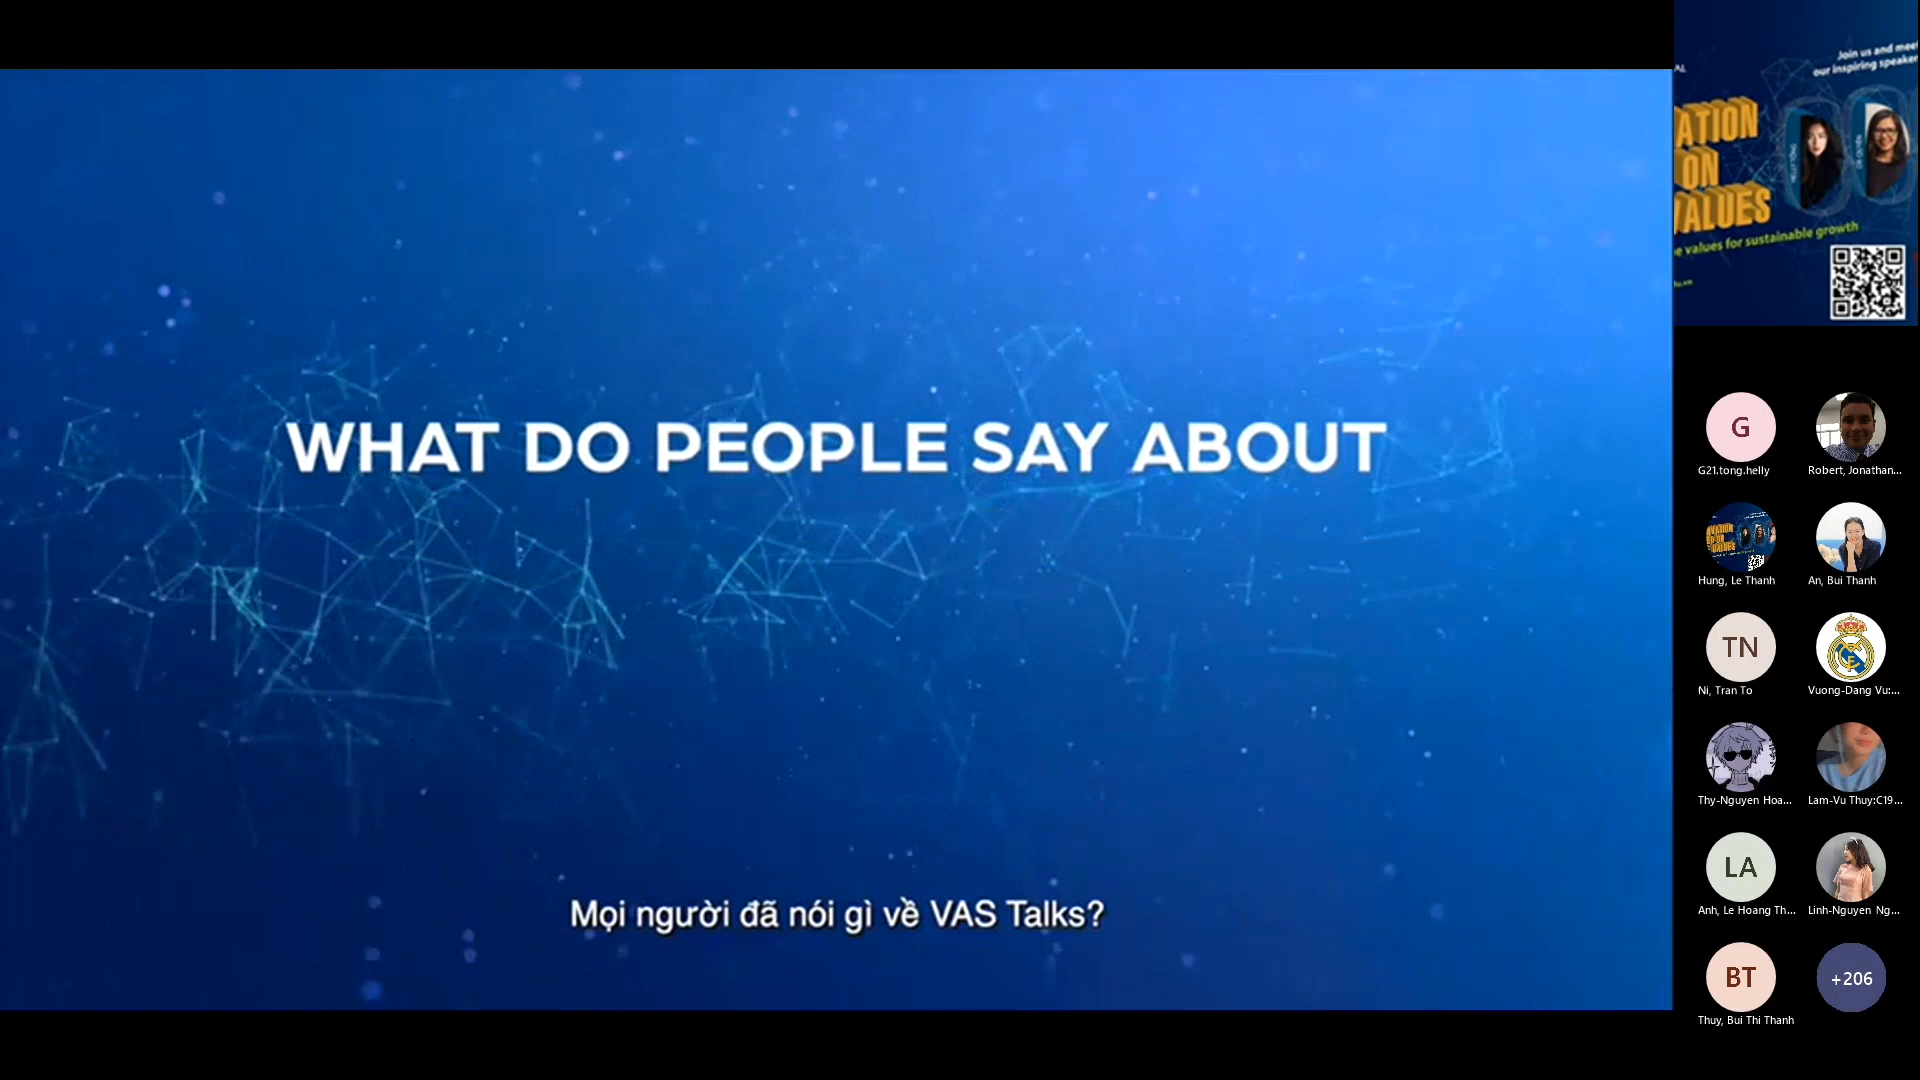 WHAT DO PEOPLE SAY ABOUT
Mọi người đã nói gì về VAS Talks?
Join us and meet
our inspiring speaker
AL
ATION
ON
VALUES
e values for sustainable growth
G
G21.tong.helly
Robert, Jonathan...
Hung, Le Thanh
An, Bui Thanh
TN
Ni, Tran To
Vuong-Dang Vu:...
Thy-Nguyen Hoa...
Lam-Vu Thuy:C19...
LA
Anh, Le Hoang Th...
Linh-Nguyen Ng...
BT
Thuy, Bui Thi Thanh
+206